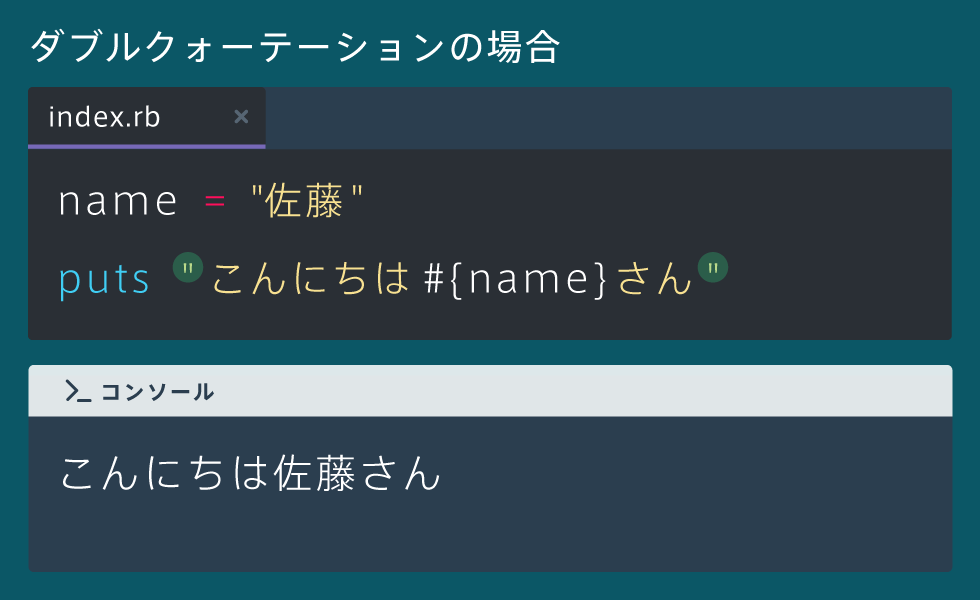 ダブルクォーテーションの場合
index.rb ×
name = "佐藤"
puts "こんにちは#{name}さん"
>_ コンソール
こんにちは佐藤さん